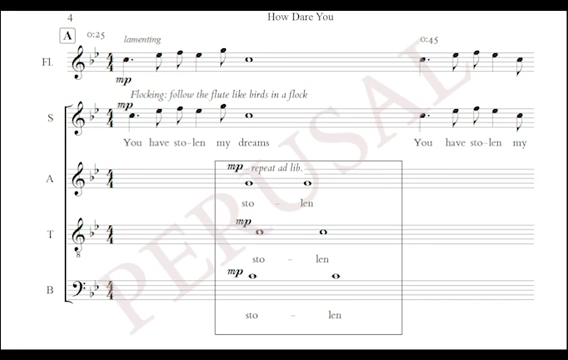 4 How Dare You
A 0:25 lamenting 0:45
Fl.
mp
Flocking: follow the flute like birds in a flock
mp
S
You have sto-len my dreams You have sto-len my
mp repeat ad lib.
A
sto – len
mp
T
8
sto – len
mp
B
sto – len
PERUSAL